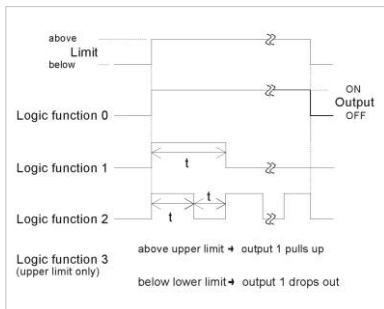 above
Limit
below
ON
Output
OFF
Logic function 0
t
Logic function 1
t
t
Logic function 2
Logic function 3
(upper limit only)
above upper limit → output 1 pulls up
below lower limit → output 1 drops out